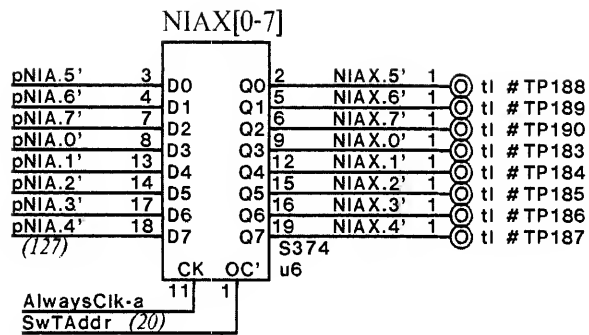 NIAX[0-7]
pNIA.5' 3 D0 Q0 2 NIAX.5' 1 tl #TP188
pNIA.6' 4 D1 Q1 5 NIAX.6' 1 tl #TP189
pNIA.7' 7 D2 Q2 6 NIAX.7' 1 tl #TP190
pNIA.0' 8 D3 Q3 9 NIAX.0' 1 tl #TP183
pNIA.1' 13 D4 Q4 12 NIAX.1' 1 tl #TP184
pNIA.2' 14 D5 Q5 15 NIAX.2' 1 tl #TP185
pNIA.3' 17 D6 Q6 16 NIAX.3' 1 tl #TP186
pNIA.4' 18 D7 Q7 19 NIAX.4' 1 tl #TP187
(127) S374
CK OC' u6
11 1
AlwaysClk-a
SwTAddr (20)